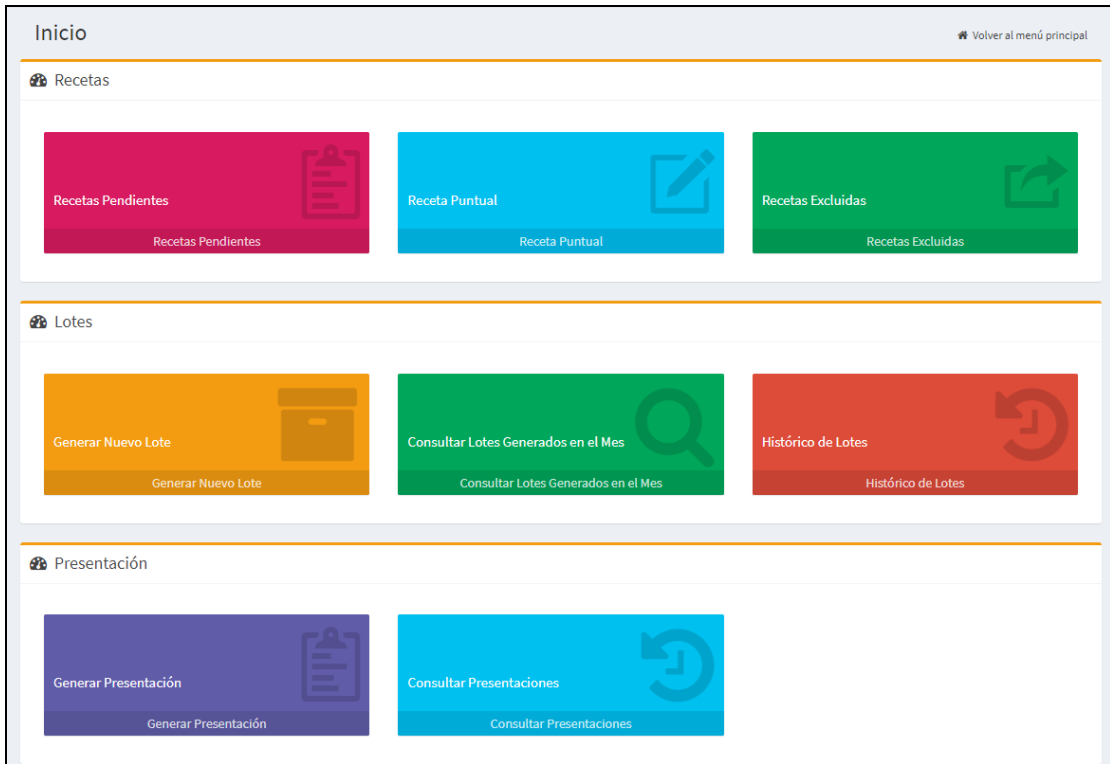 Inicio
Volver al menú principal
Recetas
Recetas Pendientes
Receta Puntual
Recetas Excluidas
Recetas Pendientes
Receta Puntual
Recetas Excluidas
Lotes
Generar Nuevo Lote
Consultar Lotes Generados en el Mes
Histórico de Lotes
Generar Nuevo Lote
Consultar Lotes Generados en el Mes
Histórico de Lotes
Presentación
Generar Presentación
Consultar Presentaciones
Generar Presentación
Consultar Presentaciones